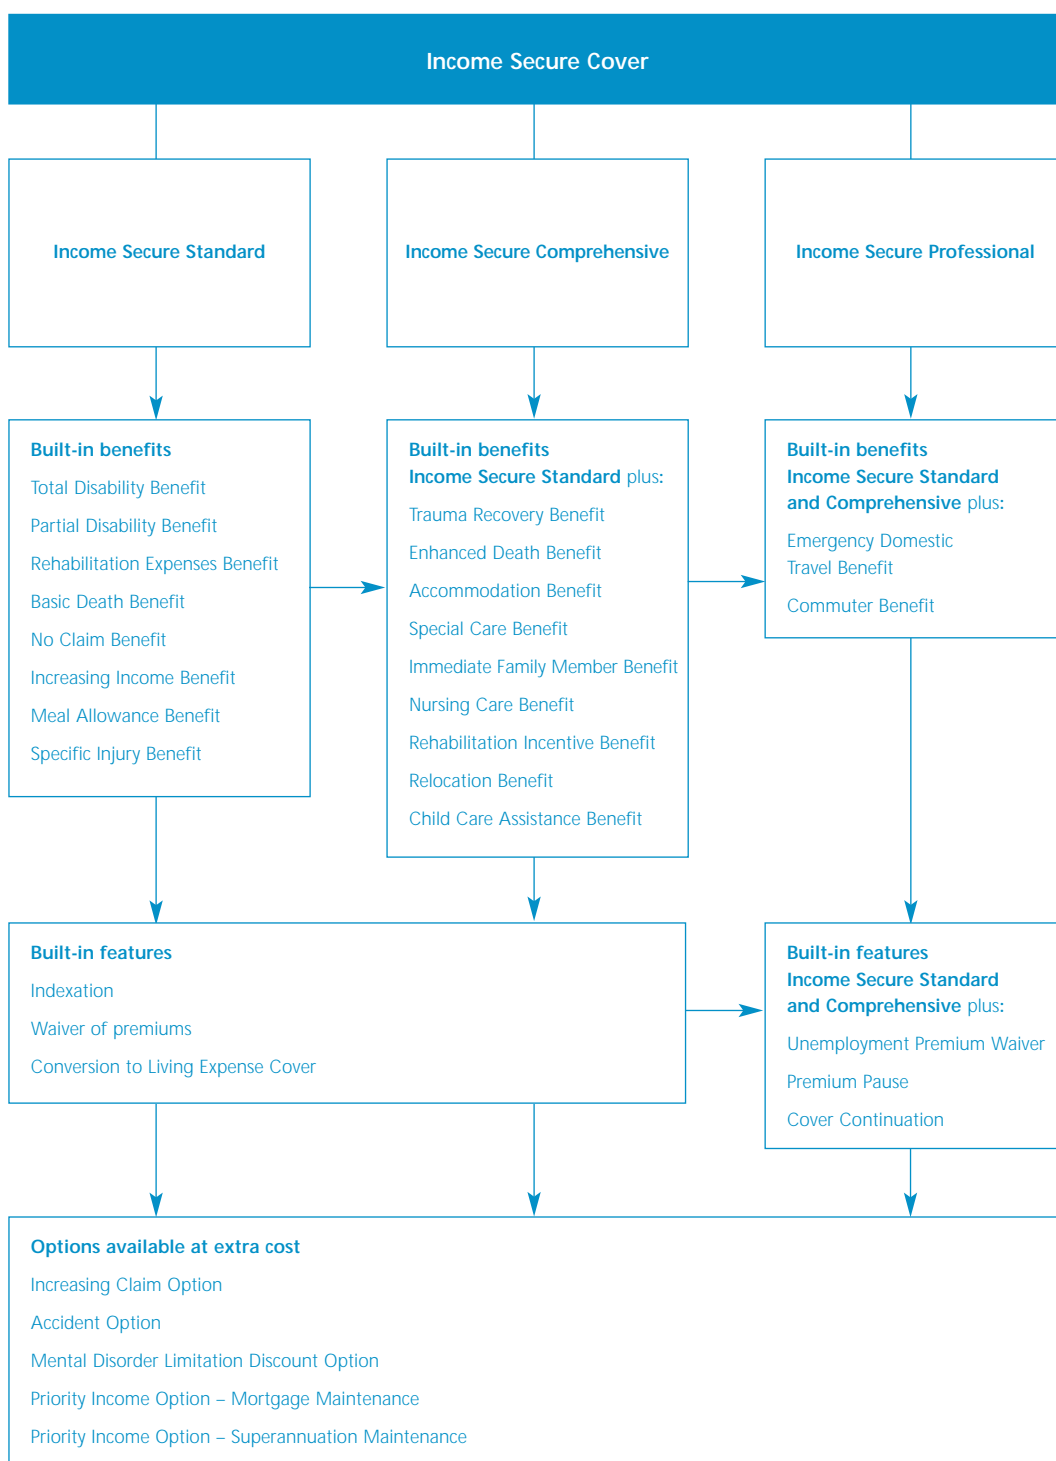 Income Secure Cover
Income Secure Standard
Income Secure Comprehensive
Income Secure Professional
Built-in benefits
Total Disability Benefit
Partial Disability Benefit
Rehabilitation Expenses Benefit
Basic Death Benefit
No Claim Benefit
Increasing Income Benefit
Meal Allowance Benefit
Specific Injury Benefit
Built-in benefits
Income Secure Standard plus:
Trauma Recovery Benefit
Enhanced Death Benefit
Accommodation Benefit
Special Care Benefit
Immediate Family Member Benefit
Nursing Care Benefit
Rehabilitation Incentive Benefit
Relocation Benefit
Child Care Assistance Benefit
Built-in benefits
Income Secure Standard
and Comprehensive plus:
Emergency Domestic
Travel Benefit
Commuter Benefit
Built-in features
Indexation
Waiver of premiums
Conversion to Living Expense Cover
Built-in features
Income Secure Standard
and Comprehensive plus:
Unemployment Premium Waiver
Premium Pause
Cover Continuation
Options available at extra cost
Increasing Claim Option
Accident Option
Mental Disorder Limitation Discount Option
Priority Income Option – Mortgage Maintenance
Priority Income Option – Superannuation Maintenance